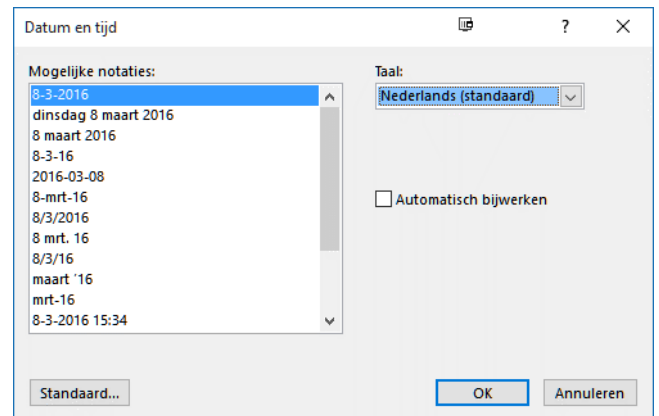 Datum en tijd
?
Mogelijke notaties:
8-3-2016
dinsdag 8 maart 2016
8 maart 2016
8-3-16
2016-03-08
8-mrt-16
8/3/2016
8 mrt. 16
8/3/16
maart '16
mrt-16
8-3-2016 15:34
Taal:
Nederlands (standaard)
Automatisch bijwerken
Standaard...
OK
Annuleren